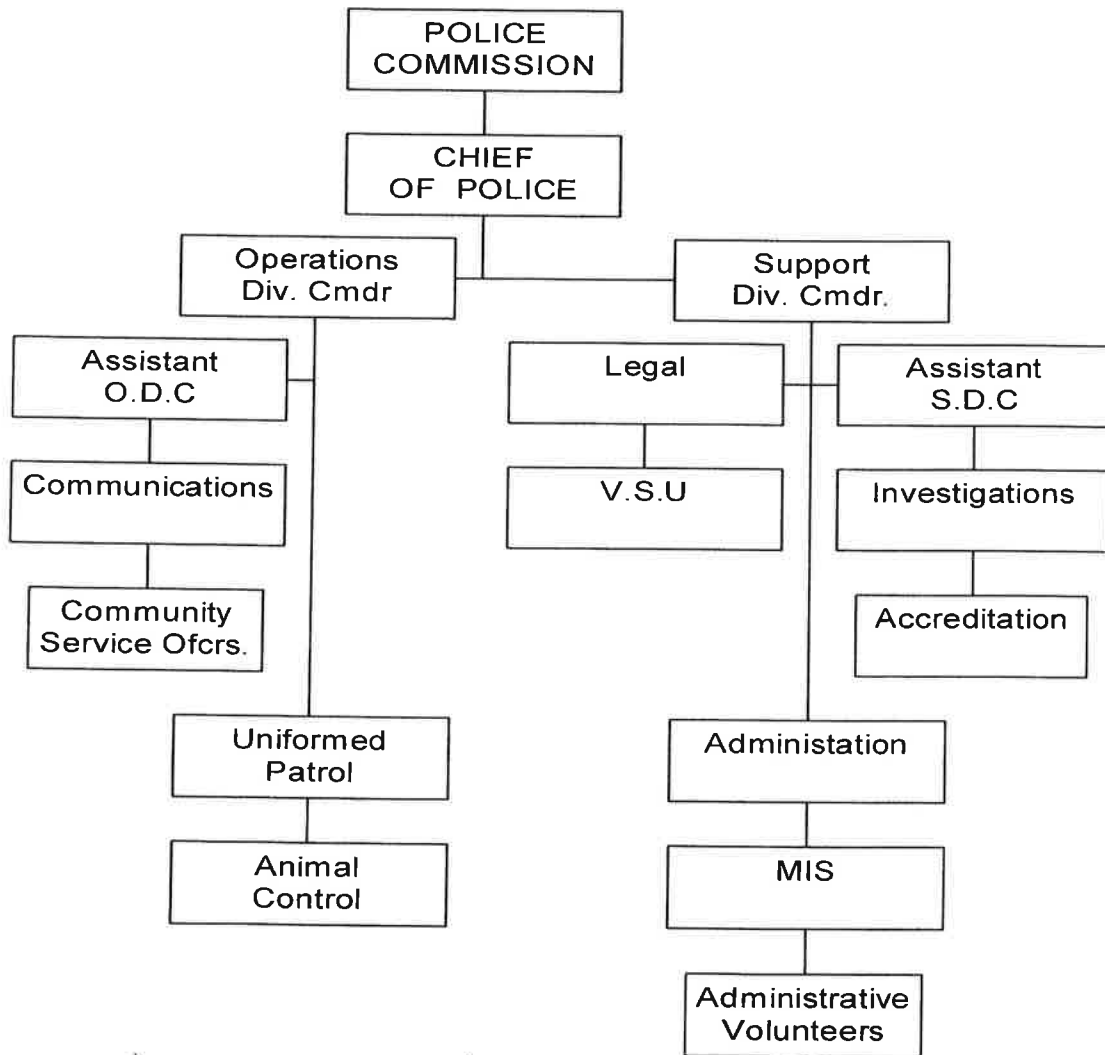 POLICE
COMMISSION
CHIEF
OF POLICE
Operations
Div. Cmdr
Support
Div. Cmdr.
Assistant
O.D.C
Legal
Assistant
S.D.C
Communications
V.S.U
Investigations
Community
Service Ofcrs.
Accreditation
Uniformed
Patrol
Administation
Animal
Control
MIS
Administrative
Volunteers